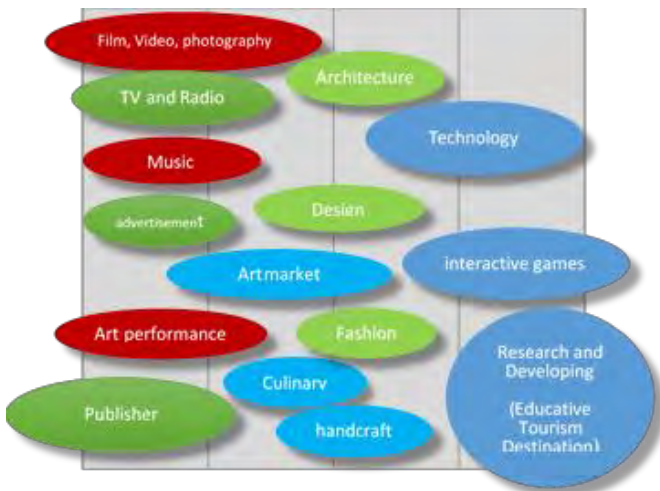 Film, Video, photography
Architecture
TV and Radio
Technology
Music
Design
advertisement
interactive games
Artmarket
Art performance
Fashion
Research and
Developing
(Educative
Tourism
Destination)
Culinary
Publisher
handcraft